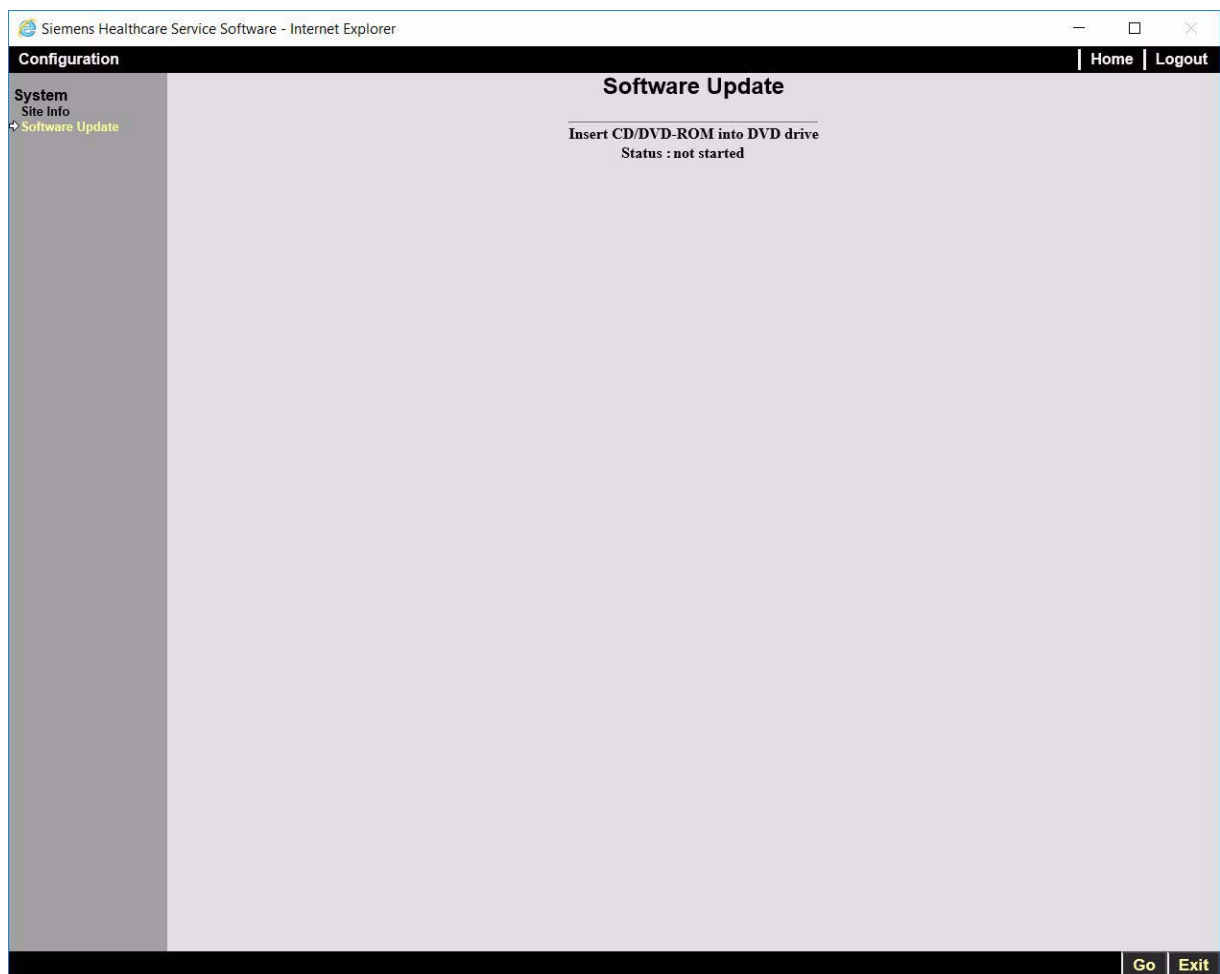 Siemens Healthcare Service Software - Internet Explorer
Configuration
Home Logout
System
Site Info
Software Update
Software Update
Insert CD/DVD-ROM into DVD drive
Status : not started
Go Exit